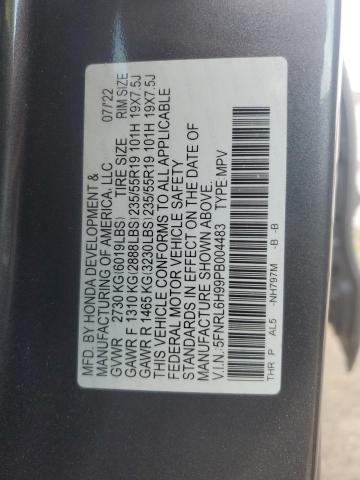 MFD. BY HONDA DEVELOPMENT & 07/'22
MANUFACTURING OF AMERICA, LLC
TIRE SIZE RIM SIZE
GVWR 2730 KG(6019LBS)
GAWR F 1310 KG(2888LBS)235/55R19 101H 19X7.5J
GAWR R 1465 KG(3230LBS)235/55R19 101H 19X7.5J
THIS VEHICLE CONFORMS TO ALL APPLICABLE
FEDERAL MOTOR VEHICLE SAFETY
STANDARDS IN EFFECT ON THE DATE OF
MANUFACTURE SHOWN ABOVE.
V.I.N.:5FNRL6H99PB004483 TYPE:MPV
THR P AL5 -NH797M -B -B